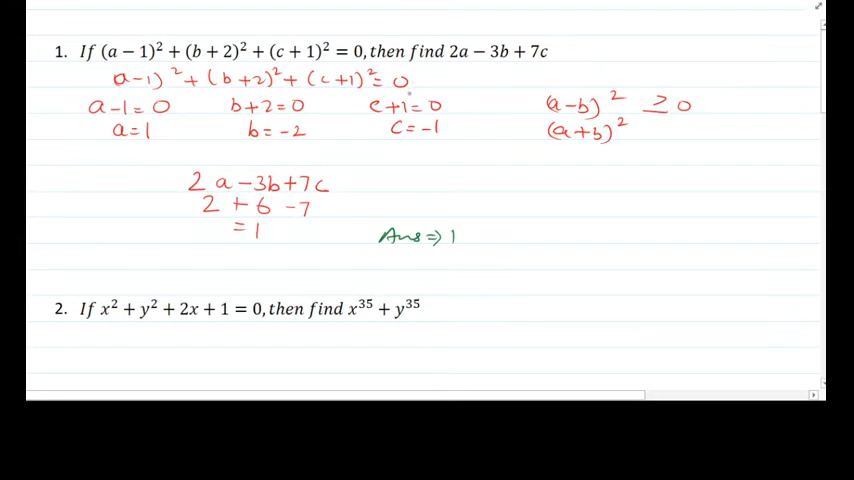 1. If (a − 1)² + (b + 2)² + (c + 1)² = 0, then find 2a − 3b + 7c
a-1)² + (b+2)² + (c+1)² = 0
a-1=0 b+2=0 c+1=0 (a-b)² ≥ 0
a=1 b=-2 c=-1 (a+b)²
2a-3b+7c
2 + 6 -7
=1 Ans ⇒ 1
2. If x² + y² + 2x + 1 = 0, then find x³⁵ + y³⁵